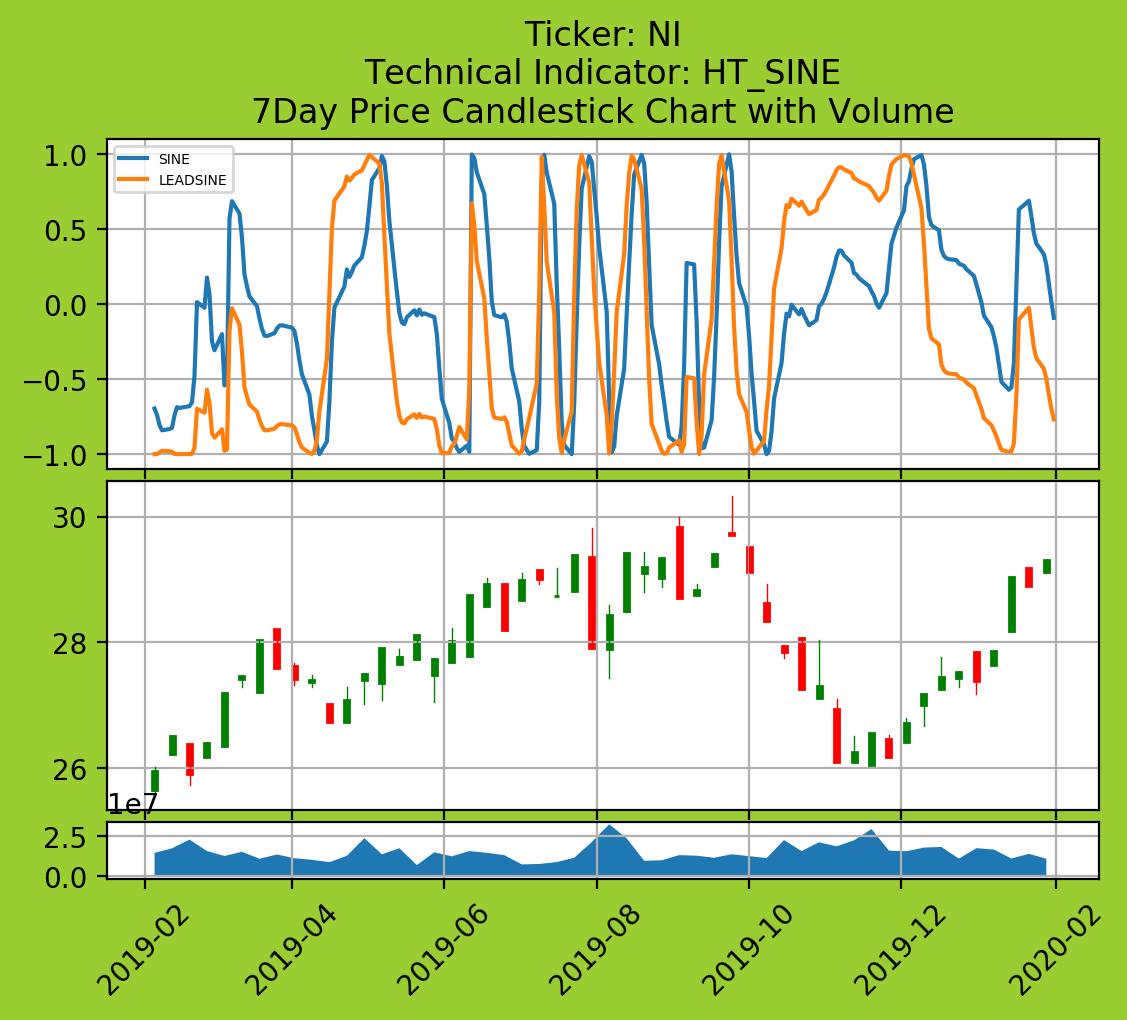 Ticker: NI
Technical Indicator: HT_SINE
7Day Price Candlestick Chart with Volume
1.0
0.5
0.0
−0.5
−1.0
SINE
LEADSINE
30
28
26
1e7
2.5
0.0
2019-02
2019-04
2019-06
2019-08
2019-10
2019-12
2020-02